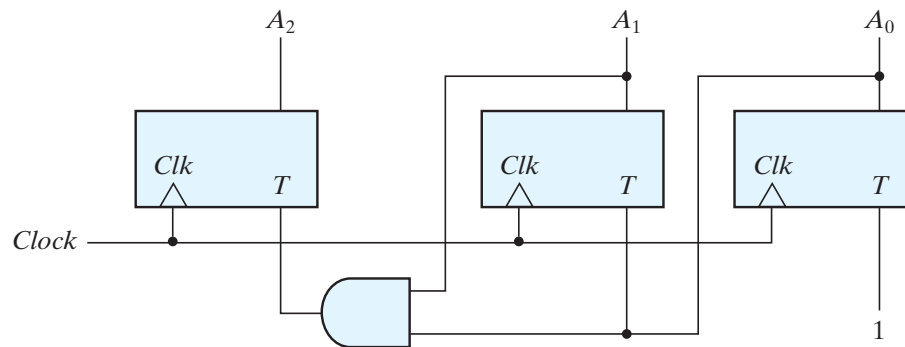 A₂ A₁ A₀
Clk Clk Clk
T T T
Clock
1